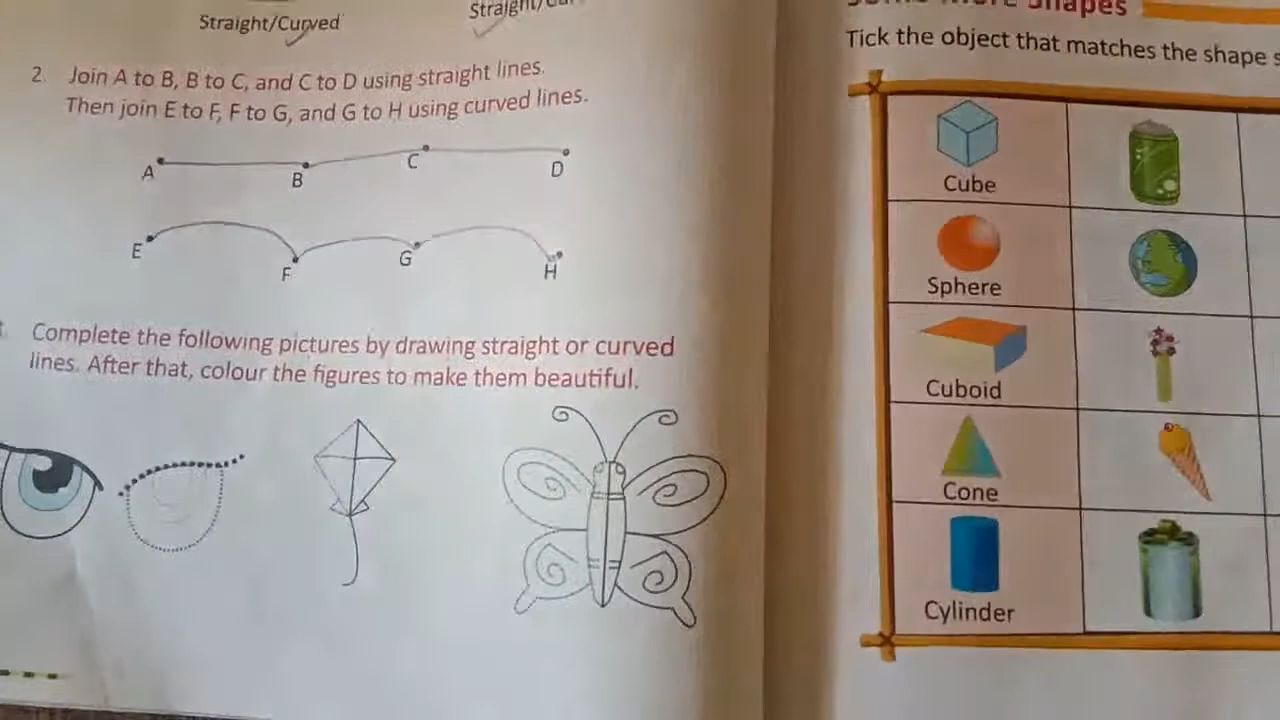 Straight/Curved
2. Join A to B, B to C, and C to D using straight lines.
Then join E to F, F to G, and G to H using curved lines.
A B C D
E F G H
Complete the following pictures by drawing straight or curved
lines. After that, colour the figures to make them beautiful.
Shapes
Tick the object that matches the shape
Cube
Sphere
Cuboid
Cone
Cylinder